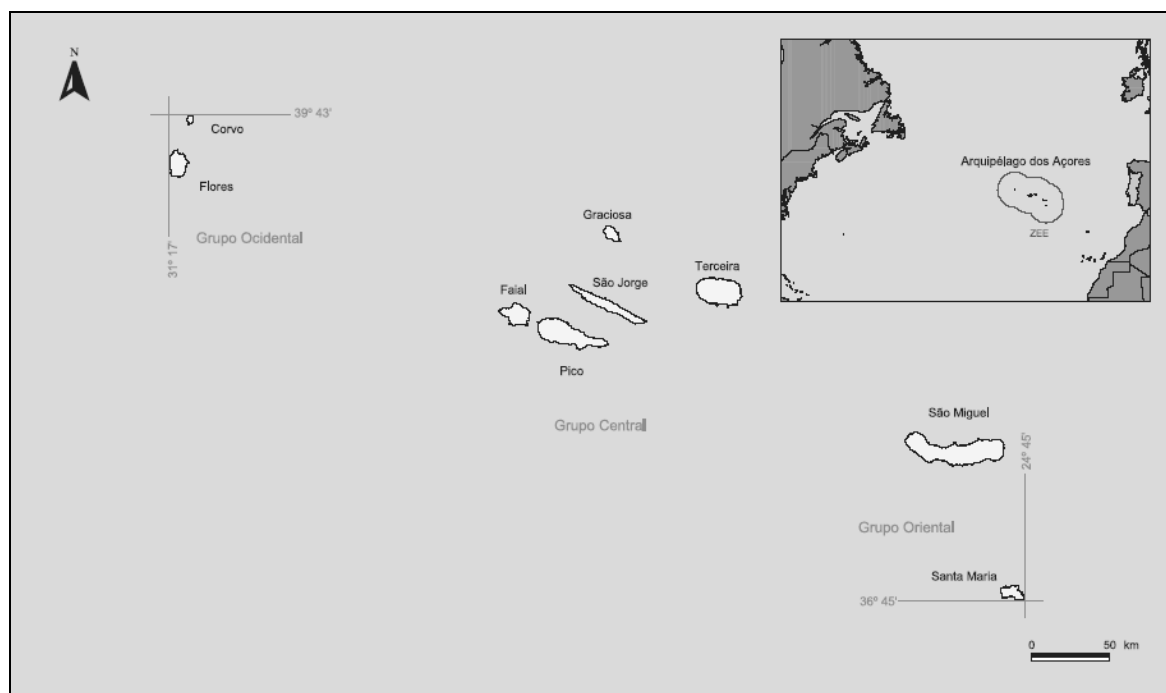 N
39º 43'
Corvo
Flores
Grupo Ocidental
31º 17'
Arquipélago dos Açores
ZEE
Graciosa
Terceira
São Jorge
Faial
Pico
Grupo Central
São Miguel
24º 45'
Grupo Oriental
Santa Maria
36º 45'
0 50 km